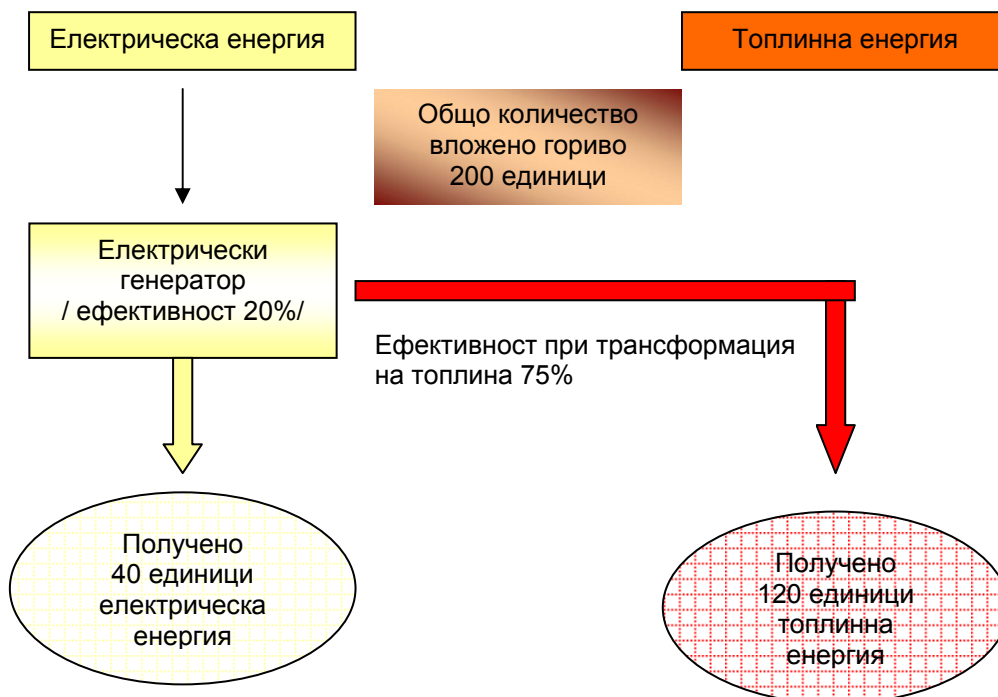 Електрическа енергия
Топлинна енергия
Общо количество
вложено гориво
200 единици
Електрически
генератор
/ ефективност 20%/
Ефективност при трансформация
на топлина 75%
Получено
40 единици
електрическа
енергия
Получено
120 единици
топлинна
енергия